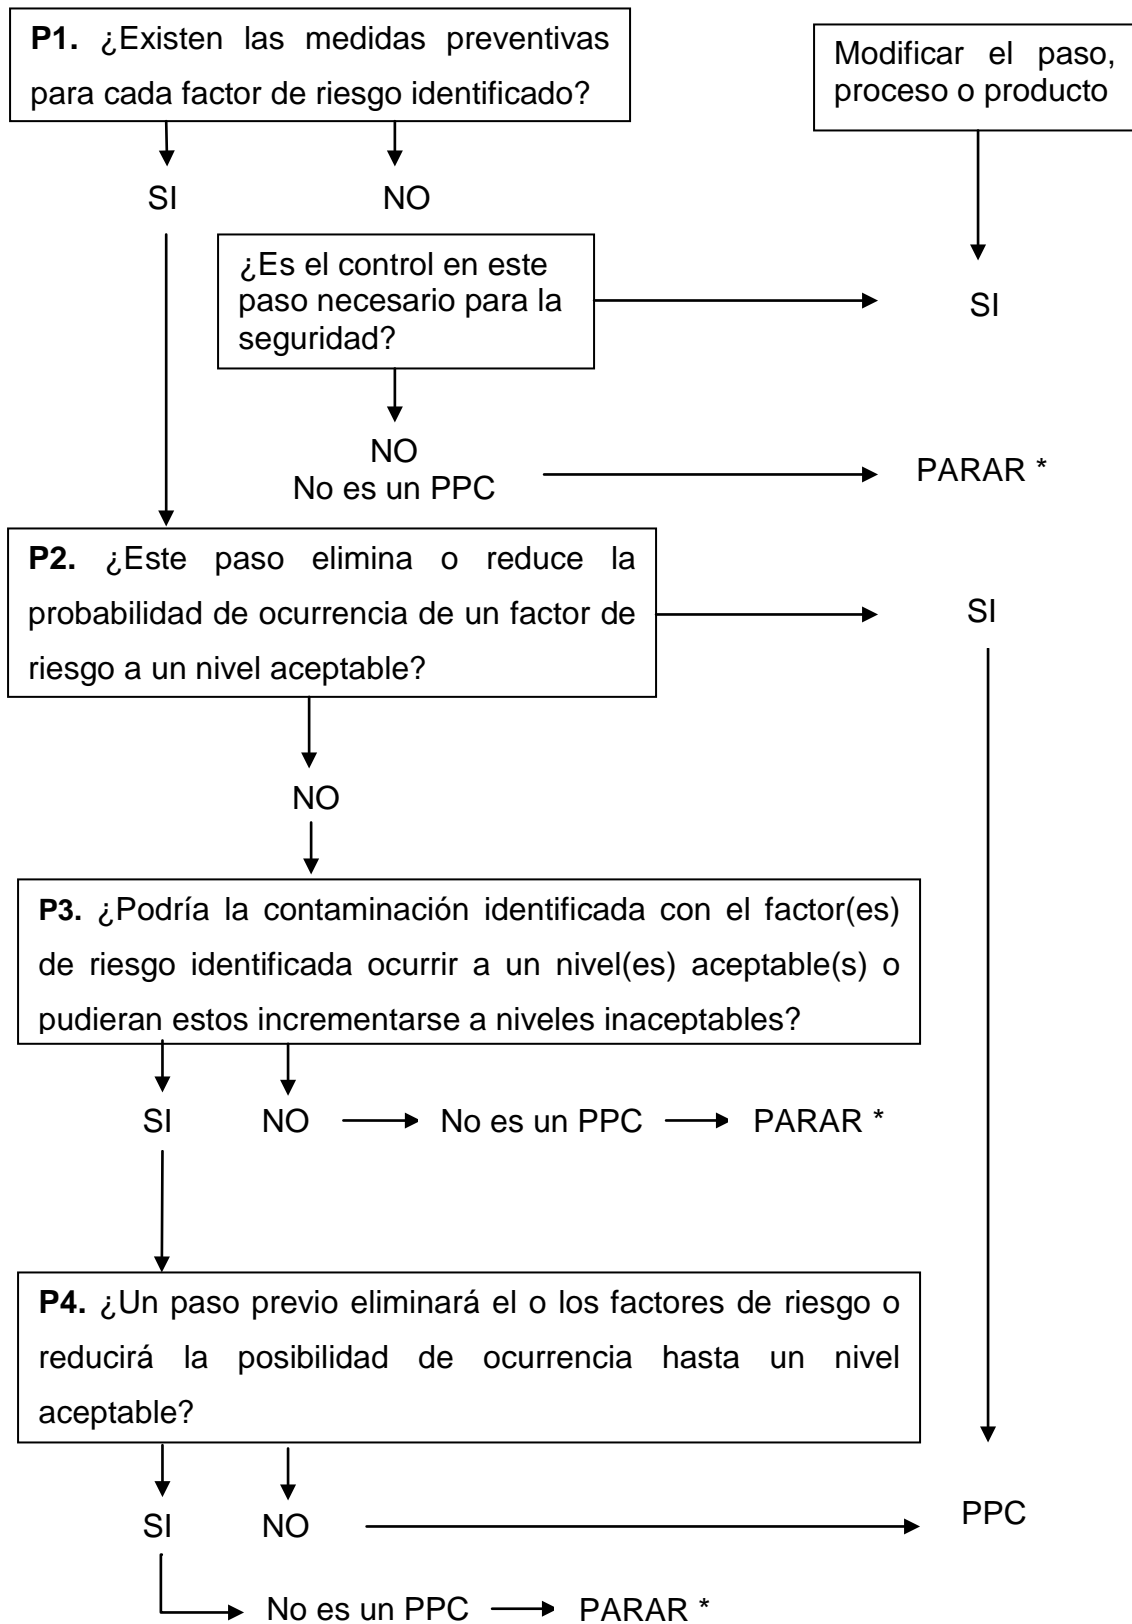 P1. ¿Existen las medidas preventivas
para cada factor de riesgo identificado?
Modificar el paso,
proceso o producto
SI
NO
¿Es el control en este
paso necesario para la
seguridad?
SI
NO
No es un PPC
PARAR *
P2. ¿Este paso elimina o reduce la
probabilidad de ocurrencia de un factor de
riesgo a un nivel aceptable?
SI
NO
P3. ¿Podría la contaminación identificada con el factor(es)
de riesgo identificada ocurrir a un nivel(es) aceptable(s) o
pudieran estos incrementarse a niveles inaceptables?
SI
NO
No es un PPC
PARAR *
P4. ¿Un paso previo eliminará el o los factores de riesgo o
reducirá la posibilidad de ocurrencia hasta un nivel
aceptable?
SI
NO
PPC
No es un PPC
PARAR *